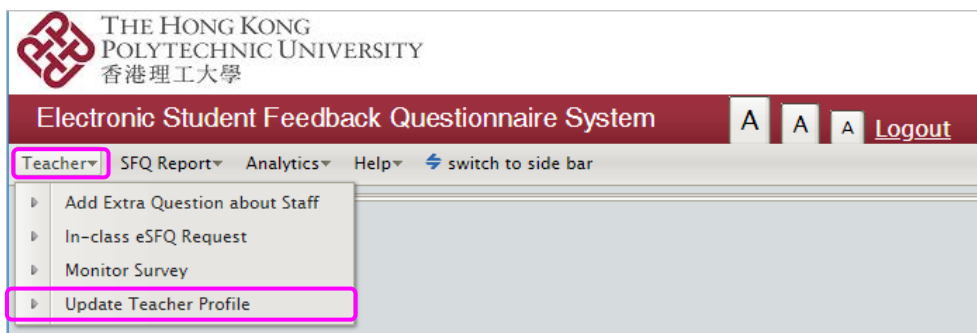 THE HONG KONG
POLYTECHNIC UNIVERSITY
香港理工大學
Electronic Student Feedback Questionnaire System A A A Logout
Teacher SFQ Report Analytics Help switch to side bar
Add Extra Question about Staff
In-class eSFQ Request
Monitor Survey
Update Teacher Profile